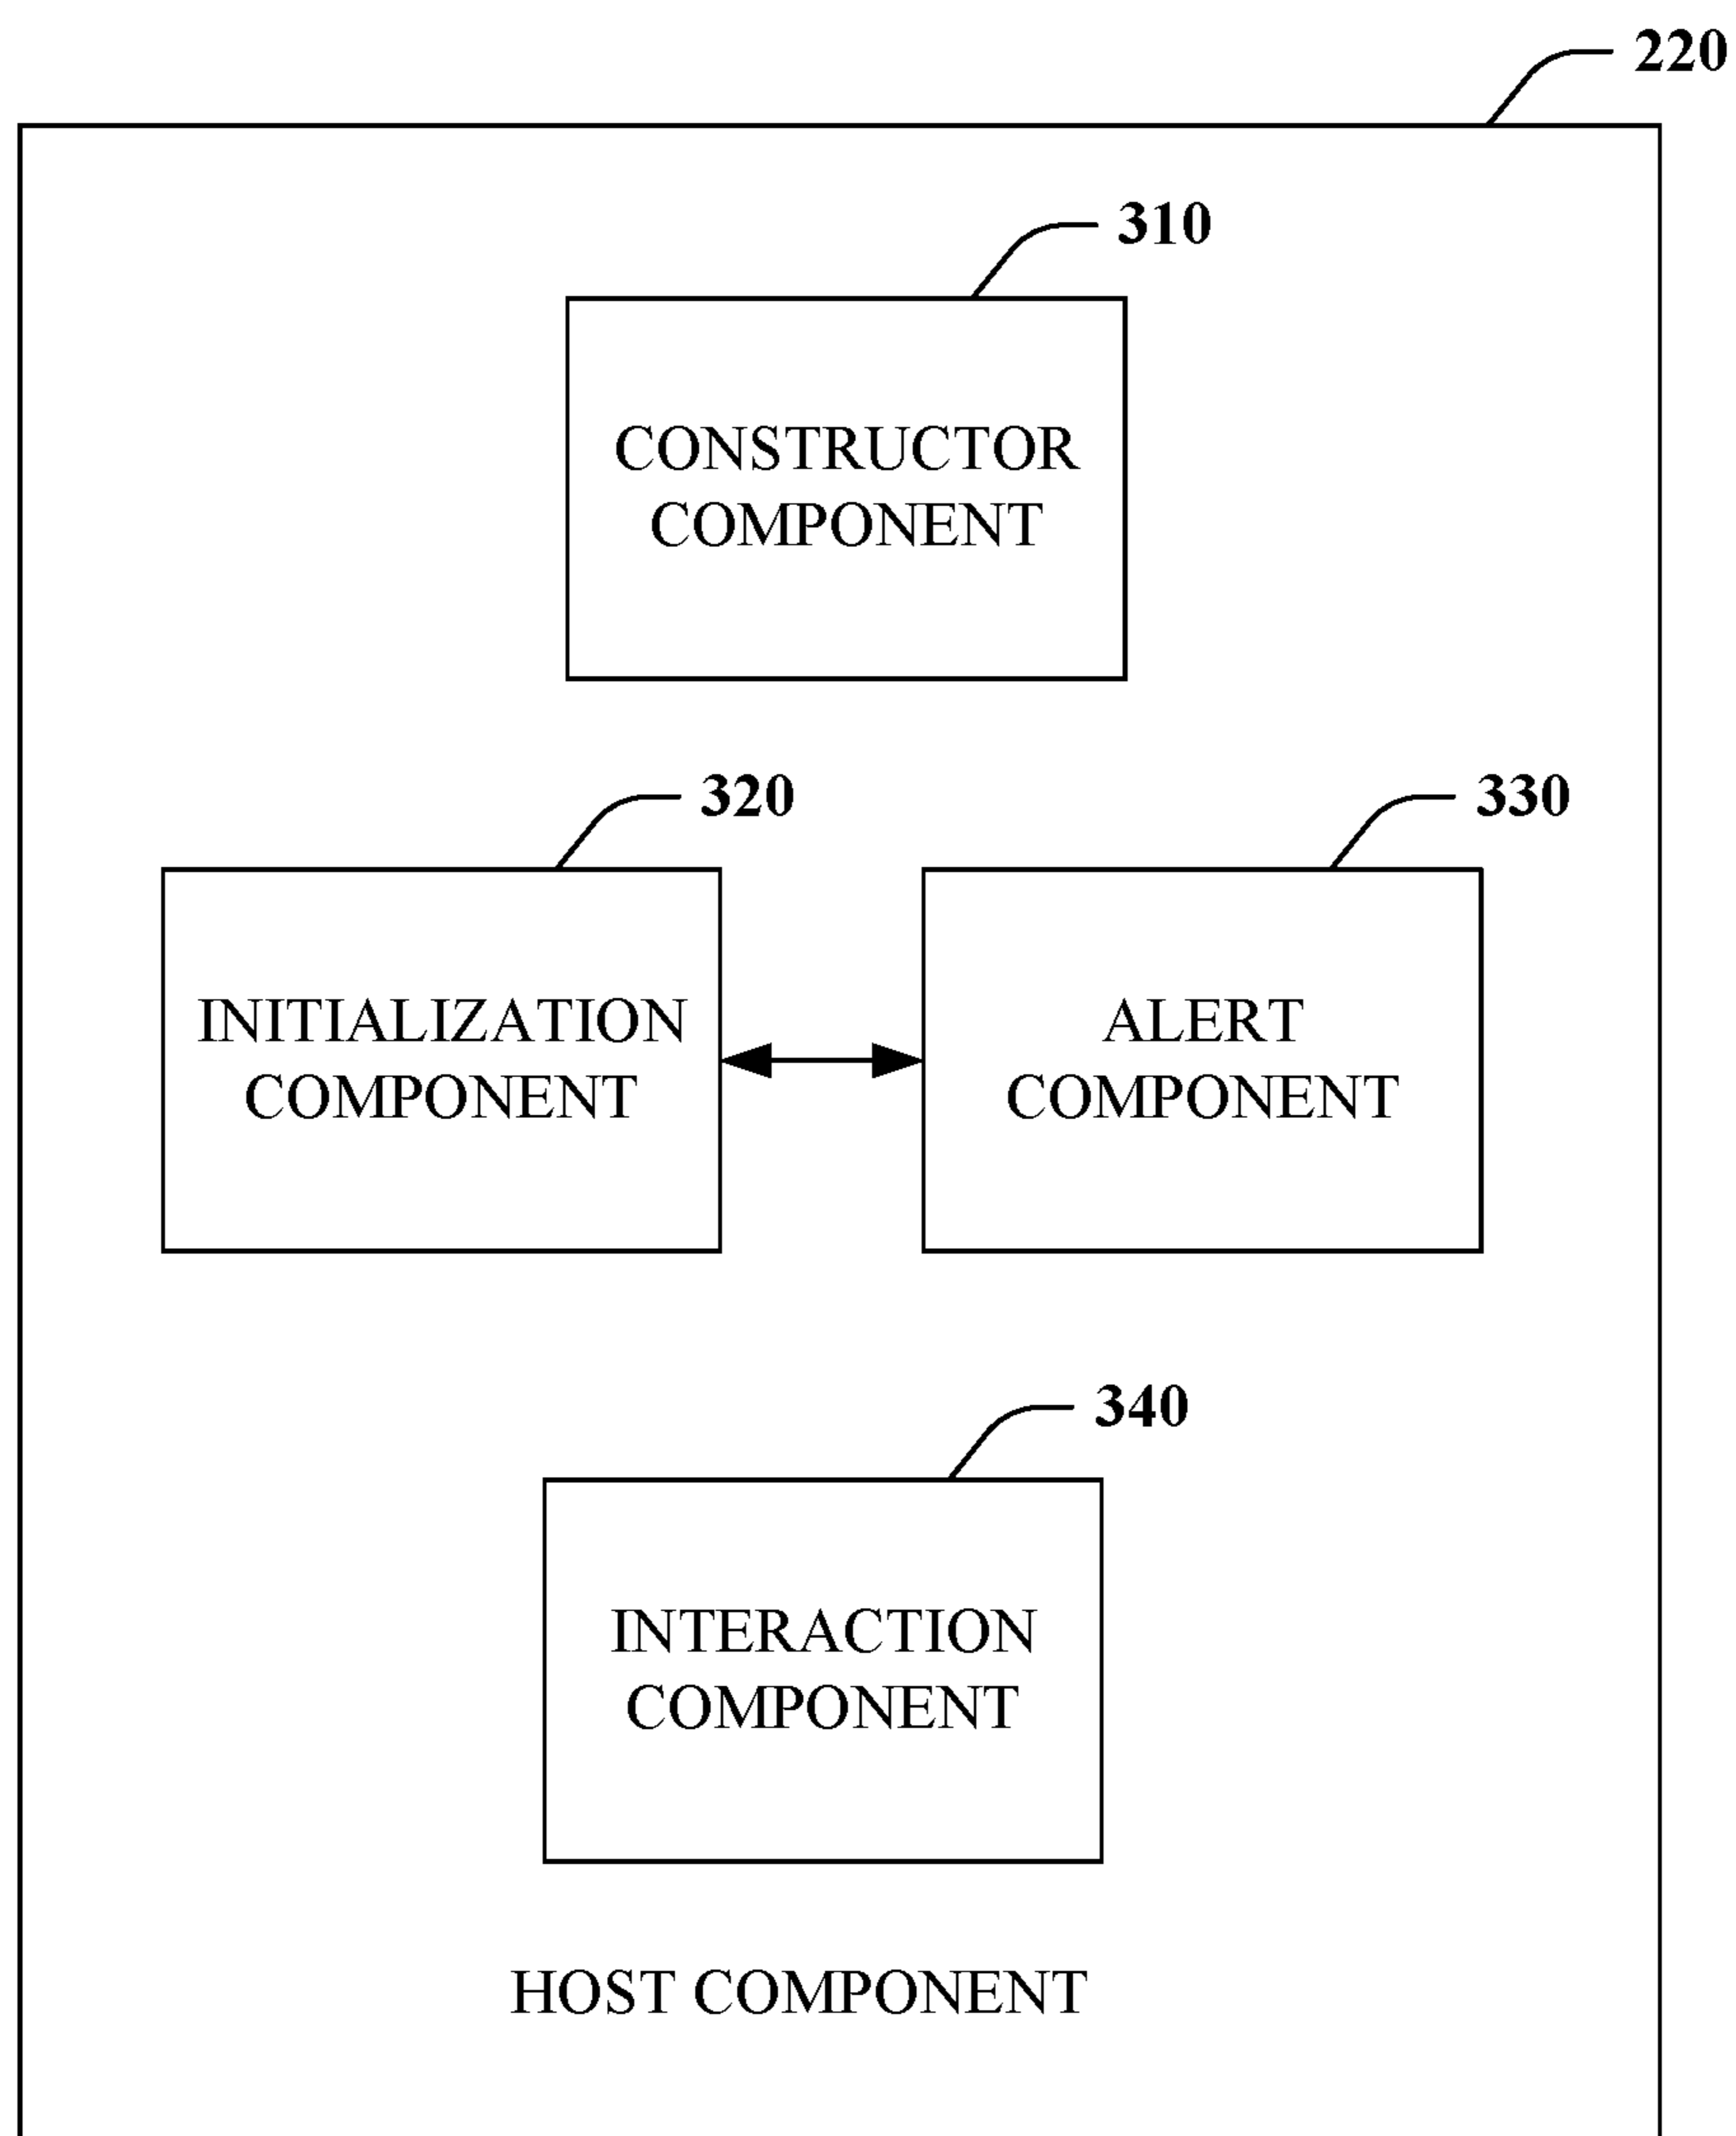 220
310
CONSTRUCTOR
COMPONENT
320
330
INITIALIZATION
COMPONENT
ALERT
COMPONENT
340
INTERACTION
COMPONENT
HOST COMPONENT